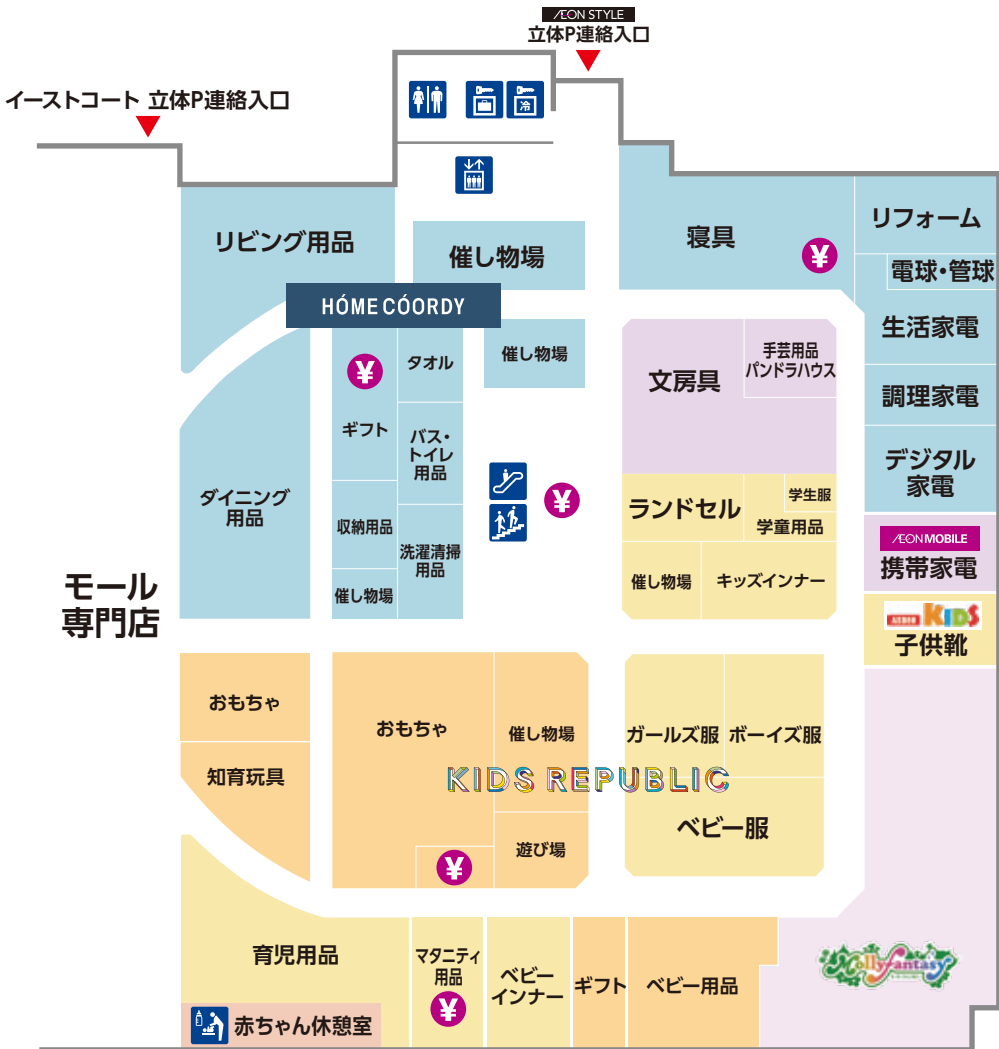 ÆON STYLE
立体P連絡入口
イーストコート 立体P連絡入口
冷
リビング用品
催し物場
寝具
¥
リフォーム
電球・管球
HÓME CÓORDY
生活家電
¥
タオル
催し物場
文房具
手芸用品
パンドラハウス
調理家電
ギフト
バス・
トイレ
用品
デジタル
家電
ダイニング
用品
¥
ランドセル
学生服
学童用品
収納用品
洗濯清掃
用品
ÆON MOBILE
携帯家電
モール
専門店
催し物場
催し物場
キッズインナー
ASBEE KIDS
子供靴
おもちゃ
おもちゃ
催し物場
ガールズ服
ボーイズ服
知育玩具
KIDS REPUBLIC
ベビー服
遊び場
¥
育児用品
マタニティ
用品
¥
ベビー
インナー
ギフト
ベビー用品
Mollyfantasy
赤ちゃん休憩室